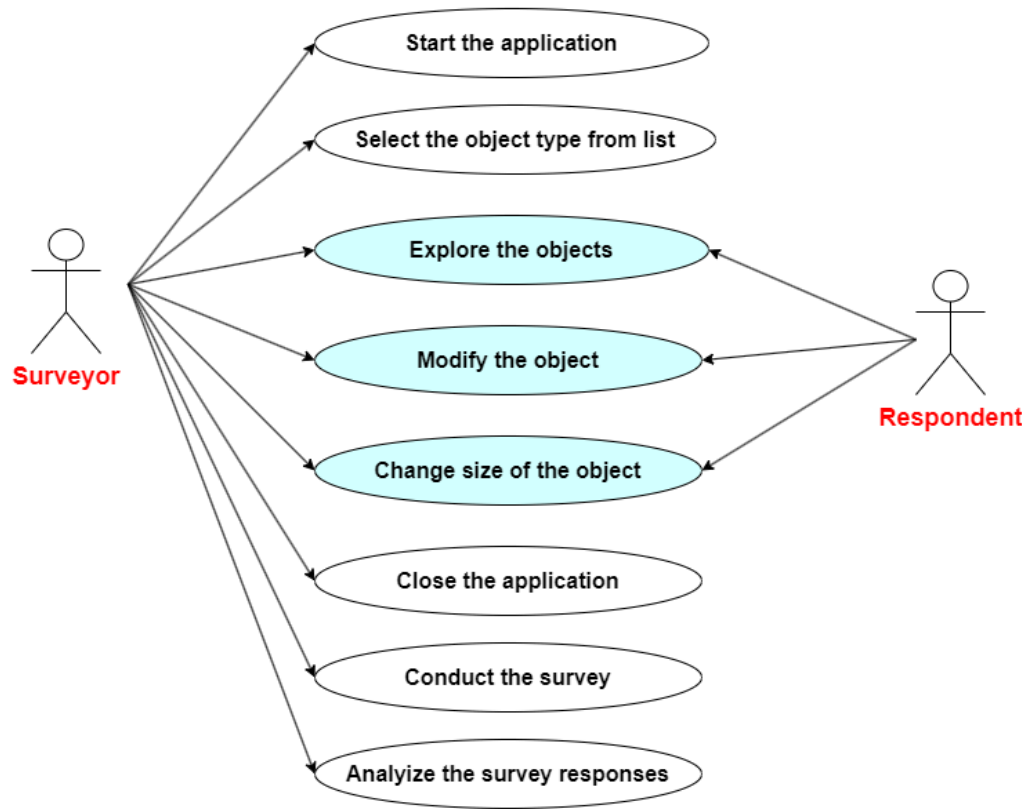 Start the application
Select the object type from list
Explore the objects
Modify the object
Surveyor
Respondent
Change size of the object
Close the application
Conduct the survey
Analyize the survey responses